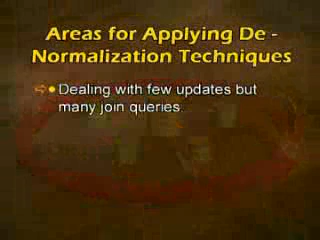 Areas for Applying De -
Normalization Techniques
Dealing with few updates but
many join queries.